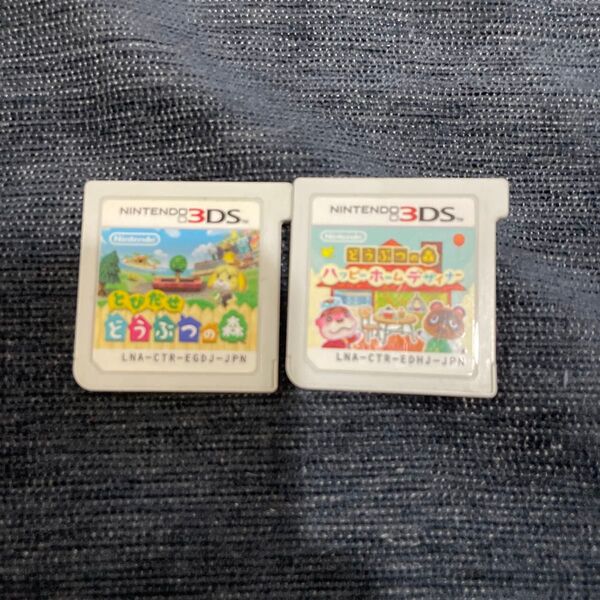 NINTENDO 3DS™
Nintendo
とびだせ
どうぶつの森
LNA-CTR-EGDJ-JPN
NINTENDO 3DS™
Nintendo
どうぶつの森
ハッピーホームデザイナー
LNA-CTR-EDHJ-JPN